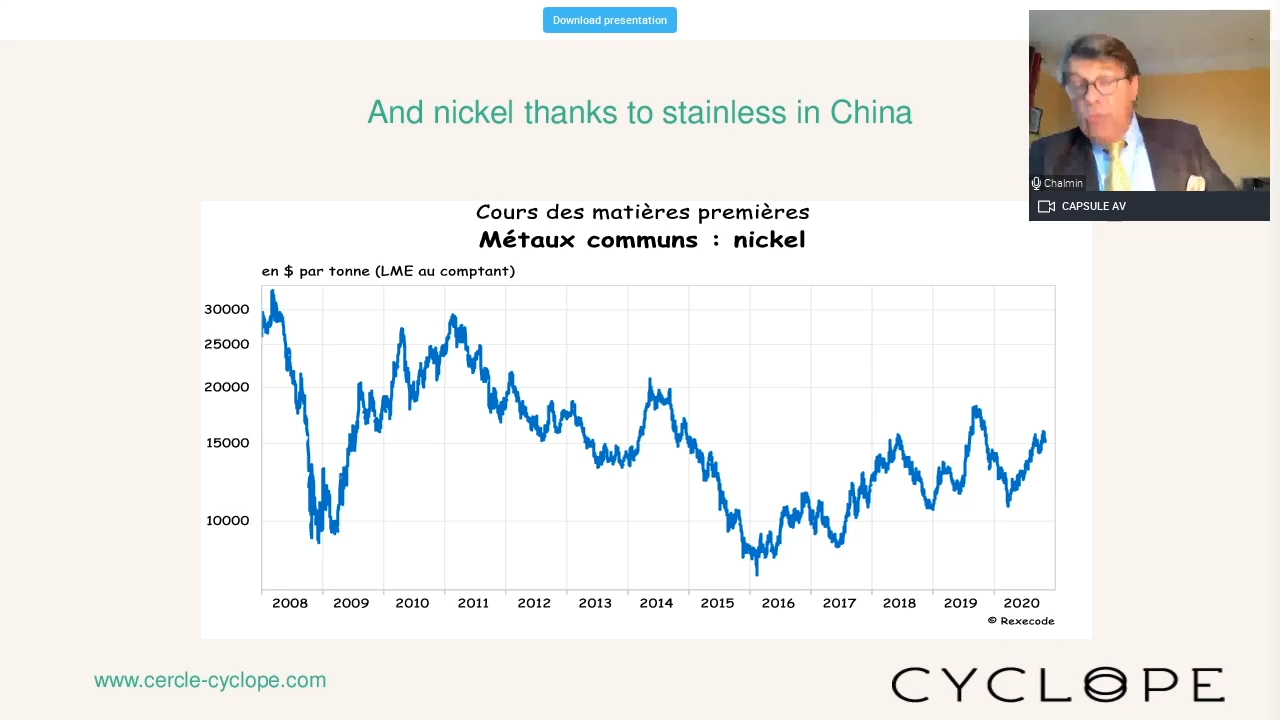 Download presentation
And nickel thanks to stainless in China
Chalmin
CAPSULE AV
Cours des matières premières
Métaux communs : nickel
en $ par tonne (LME au comptant)
30000
25000
20000
15000
10000
2008 2009 2010 2011 2012 2013 2014 2015 2016 2017 2018 2019 2020
© Rexecode
www.cercle-cyclope.com
CYCLOPE